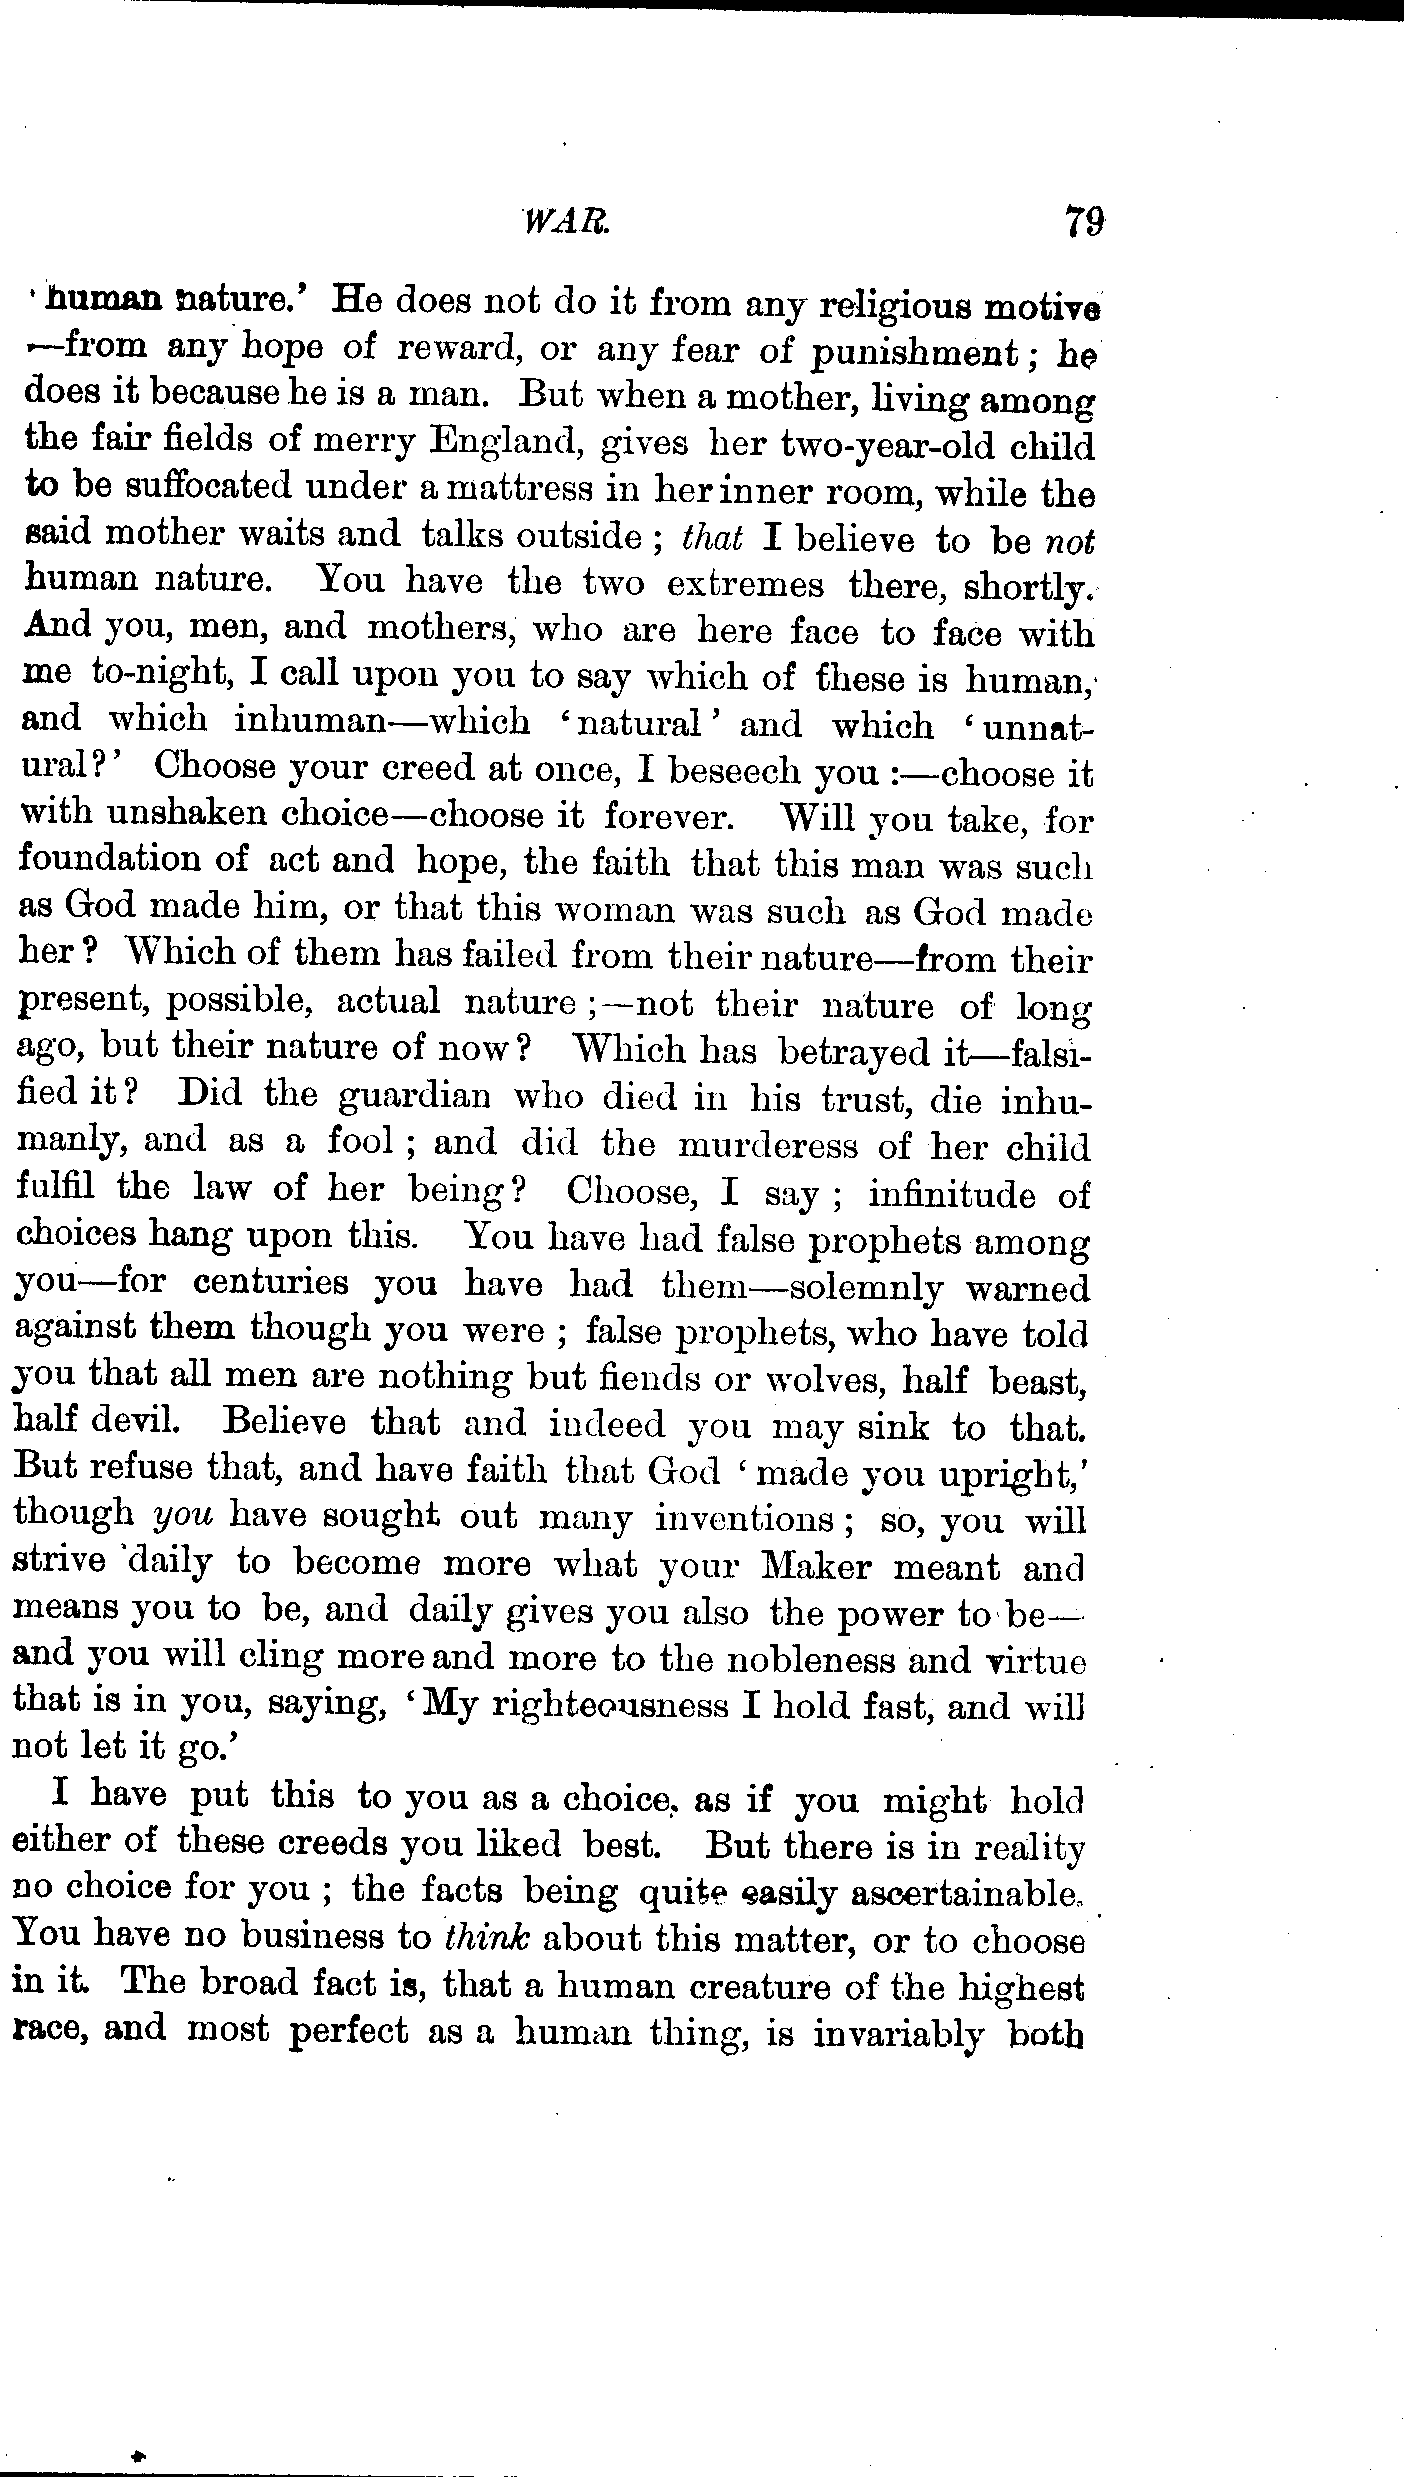 WAR. 79
'human nature.' He does not do it from any religious motive
—from any hope of reward, or any fear of punishment; he
does it because he is a man. But when a mother, living among
the fair fields of merry England, gives her two-year-old child
to be suffocated under a mattress in her inner room, while the
said mother waits and talks outside; that I believe to be not
human nature. You have the two extremes there, shortly.
And you, men, and mothers, who are here face to face with
me to-night, I call upon you to say which of these is human,
and which inhuman—which 'natural' and which 'unnat-
ural?' Choose your creed at once, I beseech you:—choose it
with unshaken choice—choose it forever. Will you take, for
foundation of act and hope, the faith that this man was such
as God made him, or that this woman was such as God made
her? Which of them has failed from their nature—from their
present, possible, actual nature;—not their nature of long
ago, but their nature of now? Which has betrayed it—falsi-
fied it? Did the guardian who died in his trust, die inhu-
manly, and as a fool; and did the murderess of her child
fulfil the law of her being? Choose, I say; infinitude of
choices hang upon this. You have had false prophets among
you—for centuries you have had them—solemnly warned
against them though you were; false prophets, who have told
you that all men are nothing but fiends or wolves, half beast,
half devil. Believe that and indeed you may sink to that.
But refuse that, and have faith that God 'made you upright,'
though you have sought out many inventions; so, you will
strive daily to become more what your Maker meant and
means you to be, and daily gives you also the power to be—
and you will cling more and more to the nobleness and virtue
that is in you, saying, 'My righteousness I hold fast, and will
not let it go.'
I have put this to you as a choice, as if you might hold
either of these creeds you liked best. But there is in reality
no choice for you; the facts being quite easily ascertainable.
You have no business to think about this matter, or to choose
in it. The broad fact is, that a human creature of the highest
race, and most perfect as a human thing, is invariably both